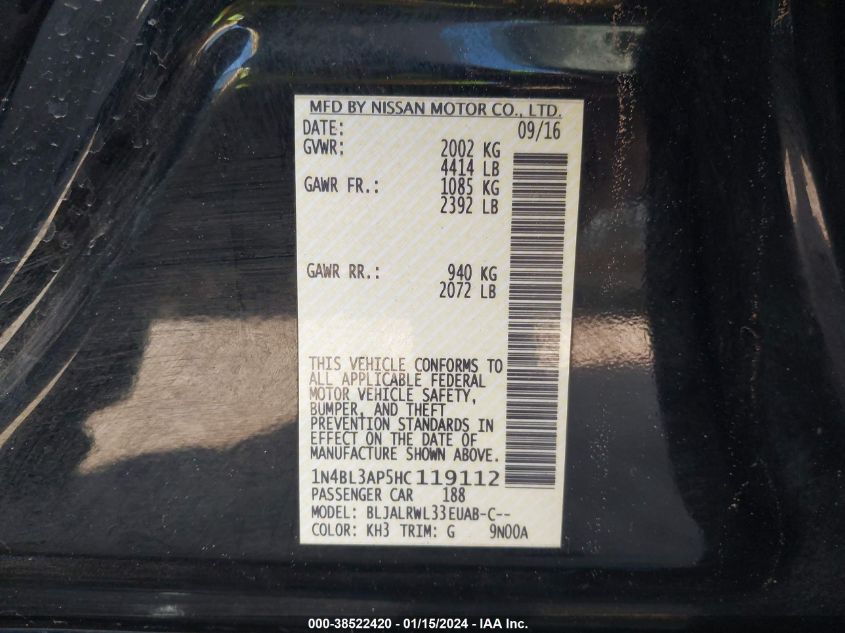 MFD BY NISSAN MOTOR CO., LTD.
DATE: 09/16
GVWR: 2002 KG
4414 LB
GAWR FR.: 1085 KG
2392 LB
GAWR RR.: 940 KG
2072 LB
THIS VEHICLE CONFORMS TO
ALL APPLICABLE FEDERAL
MOTOR VEHICLE SAFETY,
BUMPER, AND THEFT
PREVENTION STANDARDS IN
EFFECT ON THE DATE OF
MANUFACTURE SHOWN ABOVE.
1N4BL3AP5HC119112
PASSENGER CAR 188
MODEL: BLJALRWL33EUAB-C--
COLOR: KH3 TRIM: G 9N00A
000-38522420 - 01/15/2024 - IAA Inc.